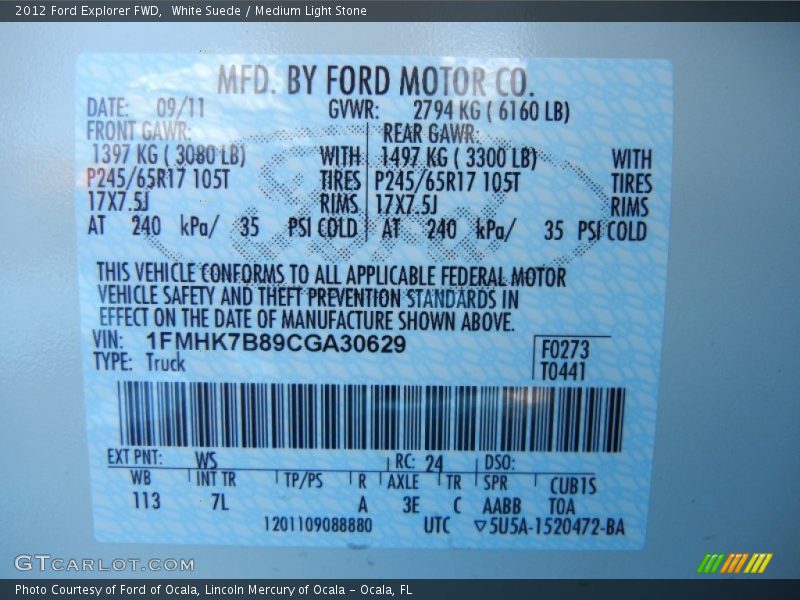 2012 Ford Explorer FWD,  White Suede / Medium Light Stone
MFD. BY FORD MOTOR CO.
DATE: 09/11 GVWR: 2794 KG ( 6160 LB)
FRONT GAWR: REAR GAWR:
1397 KG ( 3080 LB) WITH 1497 KG ( 3300 LB) WITH
P245/65R17 105T TIRES P245/65R17 105T TIRES
17X7.5J RIMS 17X7.5J RIMS
AT 240 kPa/ 35 PSI COLD AT 240 kPa/ 35 PSI COLD
THIS VEHICLE CONFORMS TO ALL APPLICABLE FEDERAL MOTOR
VEHICLE SAFETY AND THEFT PREVENTION STANDARDS IN
EFFECT ON THE DATE OF MANUFACTURE SHOWN ABOVE.
VIN: 1FMHK7B89CGA30629
TYPE: Truck
F0273
T0441
EXT PNT: WS RC: 24 DSO:
WB INT TR TP/PS R AXLE TR SPR CUB1S
113 7L A 3E C AABB TOA
1201109088880 UTC ▽5U5A-1520472-BA
GTCARLOT.COM
Photo Courtesy of Ford of Ocala, Lincoln Mercury of Ocala – Ocala, FL